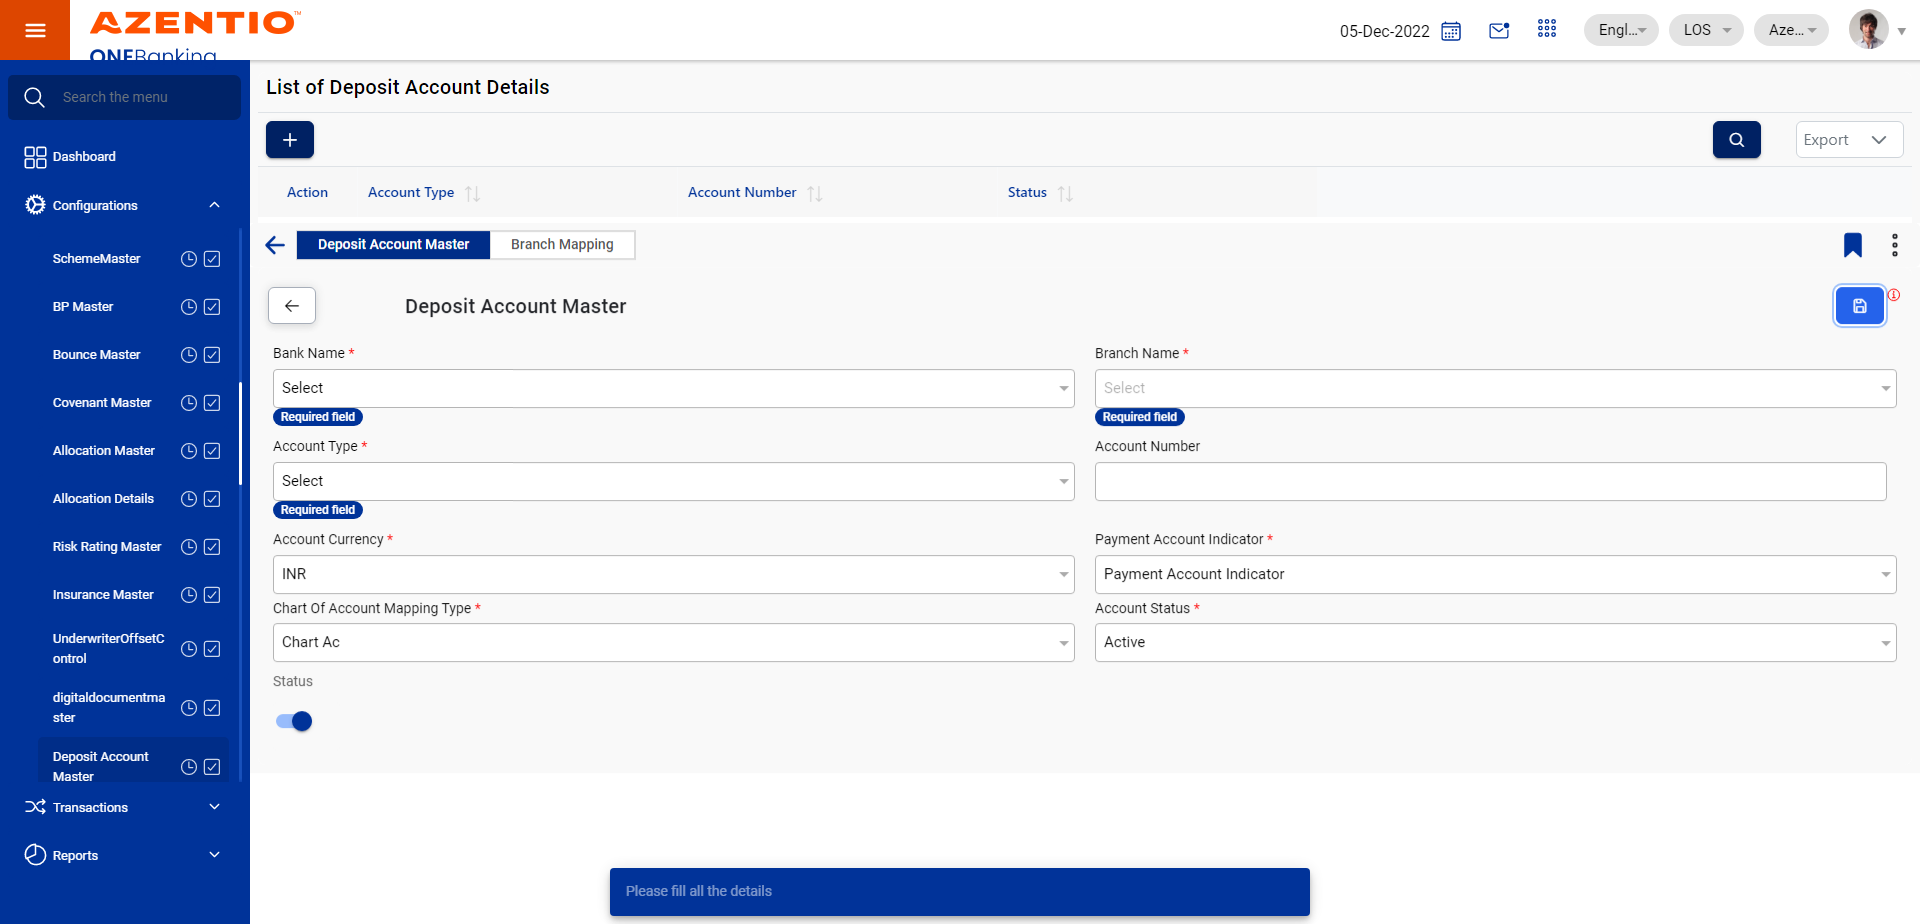 AZENTIO™
ONEBanking
05-Dec-2022
Engl...
LOS
Aze...
Search the menu
Dashboard
Configurations
SchemeMaster
BP Master
Bounce Master
Covenant Master
Allocation Master
Allocation Details
Risk Rating Master
Insurance Master
UnderwriterOffsetC
ontrol
digitaldocumentma
ster
Deposit Account
Master
Transactions
Reports
List of Deposit Account Details
+
Export
Action Account Type Account Number Status
Deposit Account Master Branch Mapping
Deposit Account Master
Bank Name * Branch Name *
Select Select
Required field Required field
Account Type * Account Number
Select
Required field
Account Currency * Payment Account Indicator *
INR Payment Account Indicator
Chart Of Account Mapping Type * Account Status *
Chart Ac Active
Status
Please fill all the details